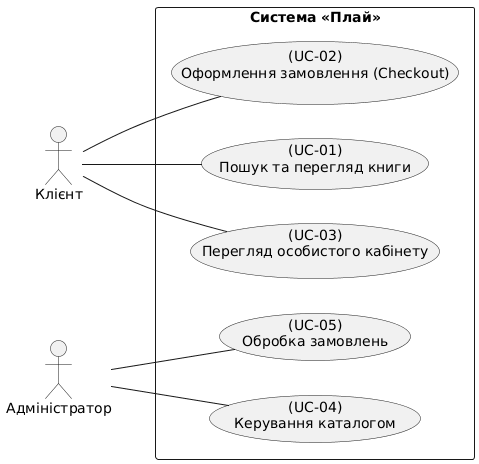 Система «Плай»
(UC-02)
Оформлення замовлення (Checkout)
(UC-01)
Пошук та перегляд книги
Клієнт
(UC-03)
Перегляд особистого кабінету
(UC-05)
Обробка замовлень
Адміністратор
(UC-04)
Керування каталогом